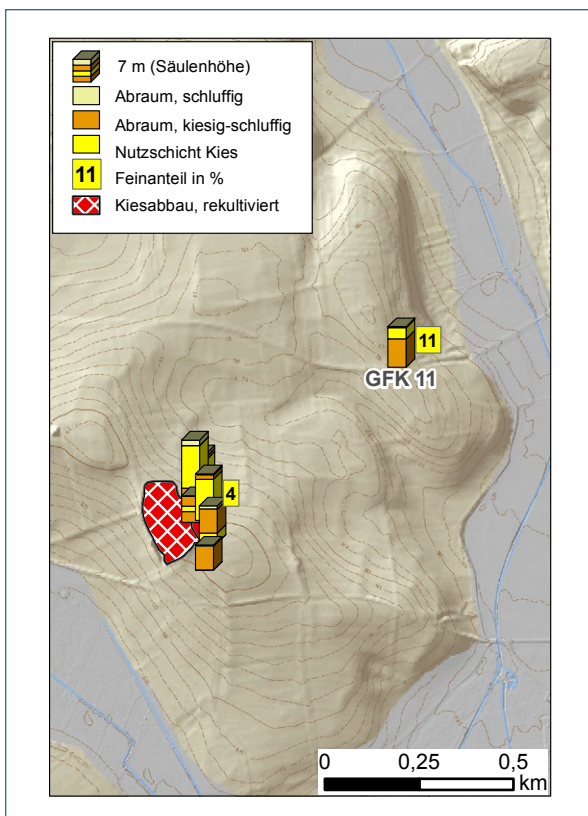 7 m (Säulenhöhe)
Abraum, schluffig
Abraum, kiesig-schluffig
Nutzschicht Kies
11 Feinanteil in %
Kiesabbau, rekultiviert
11
GFK 11
4
0 0,25 0,5
km